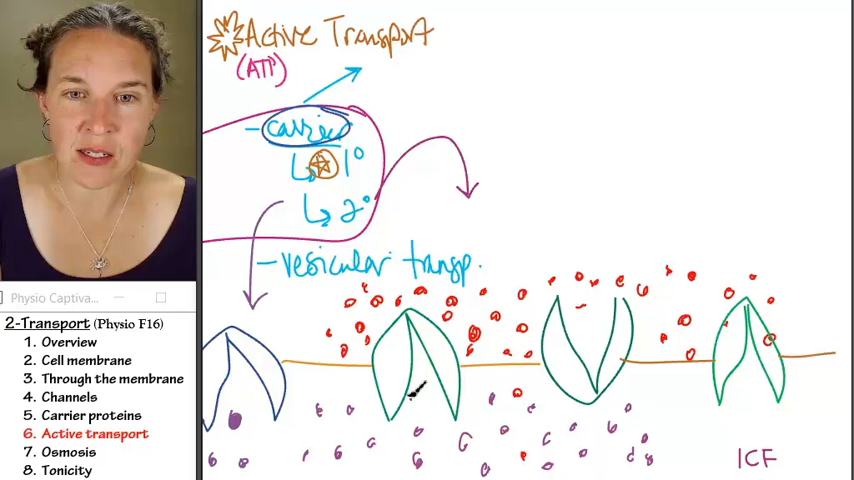 Active Transport
(ATP)
- carrier
1°
2°
- vesicular transp.
ICF
Physio Captiva...
2-Transport (Physio F16)
1. Overview
2. Cell membrane
3. Through the membrane
4. Channels
5. Carrier proteins
6. Active transport
7. Osmosis
8. Tonicity